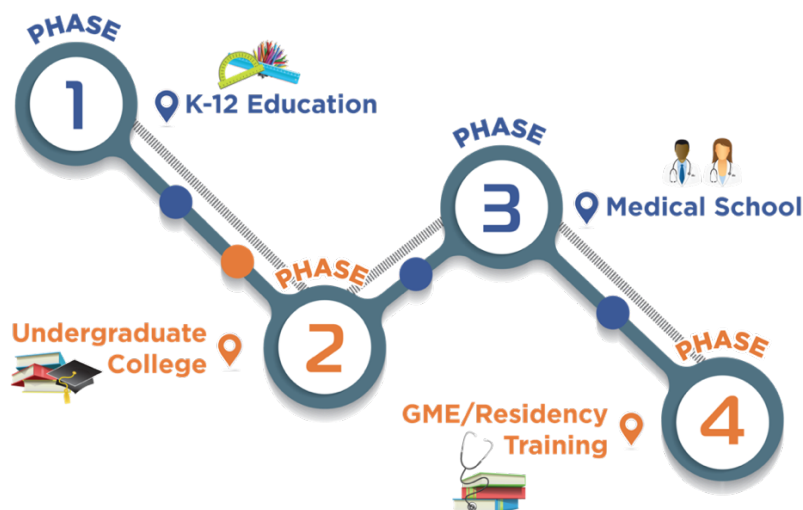 PHASE
1
K-12 Education
PHASE
2
Undergraduate
College
PHASE
3
Medical School
PHASE
4
GME/Residency
Training